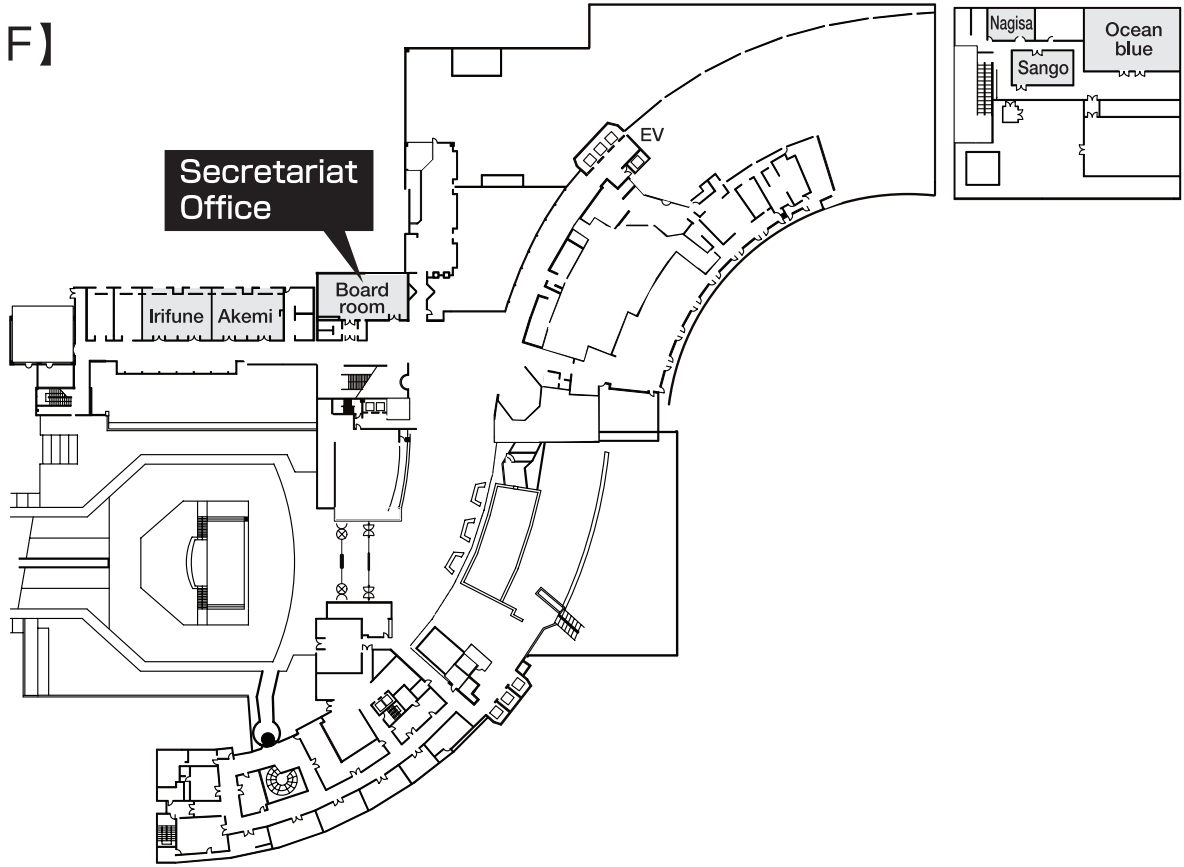 F】
Nagisa
Ocean
blue
Sango
EV
Secretariat
Office
Board
room
Irifune
Akemi